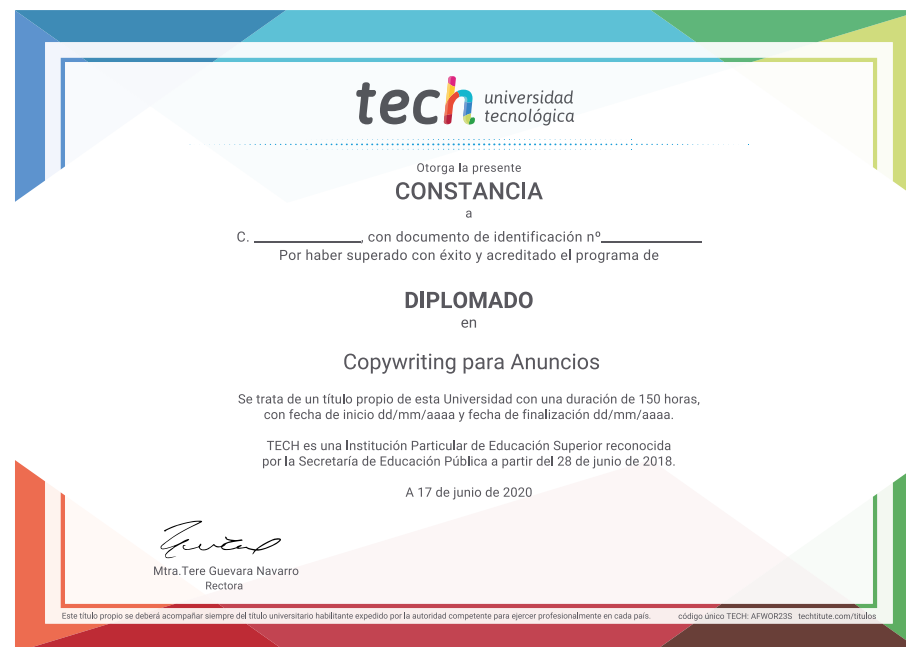 tech universidad
tecnológica
Otorga la presente
CONSTANCIA
a
C. ______________, con documento de identificación nº_____________
Por haber superado con éxito y acreditado el programa de
DIPLOMADO
en
Copywriting para Anuncios
Se trata de un título propio de esta Universidad con una duración de 150 horas,
con fecha de inicio dd/mm/aaaa y fecha de finalización dd/mm/aaaa.
TECH es una Institución Particular de Educación Superior reconocida
por la Secretaría de Educación Pública a partir del 28 de junio de 2018.
A 17 de junio de 2020
Mtra.Tere Guevara Navarro
Rectora
Este título propio se deberá acompañar siempre del título universitario habilitante expedido por la autoridad competente para ejercer profesionalmente en cada país. código único TECH: AFWOR23S techtitute.com/titulos